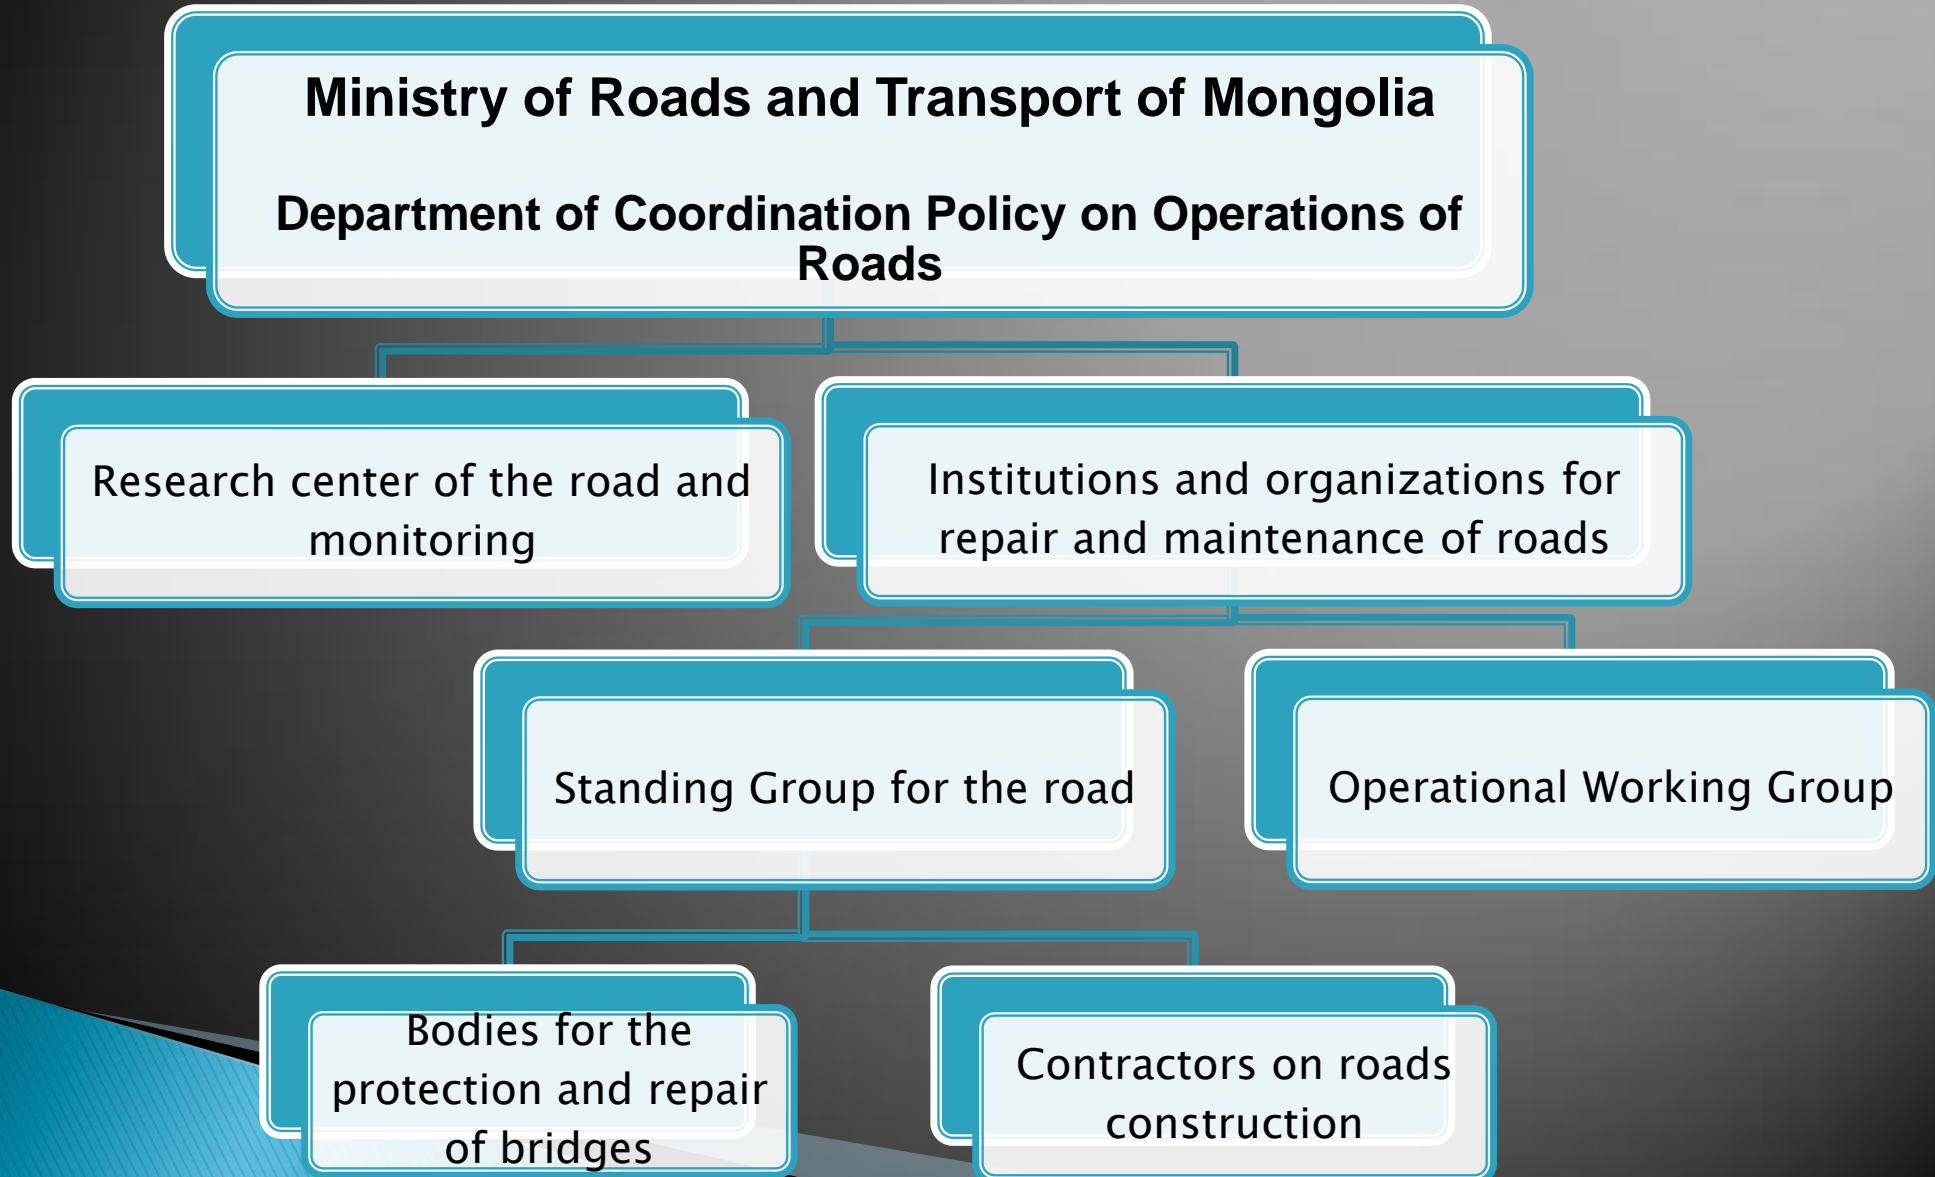 Ministry of Roads and Transport of Mongolia
Department of Coordination Policy on Operations of
Roads
Research center of the road and
monitoring
Institutions and organizations for
repair and maintenance of roads
Standing Group for the road
Operational Working Group
Bodies for the
protection and repair
of bridges
Contractors on roads
construction